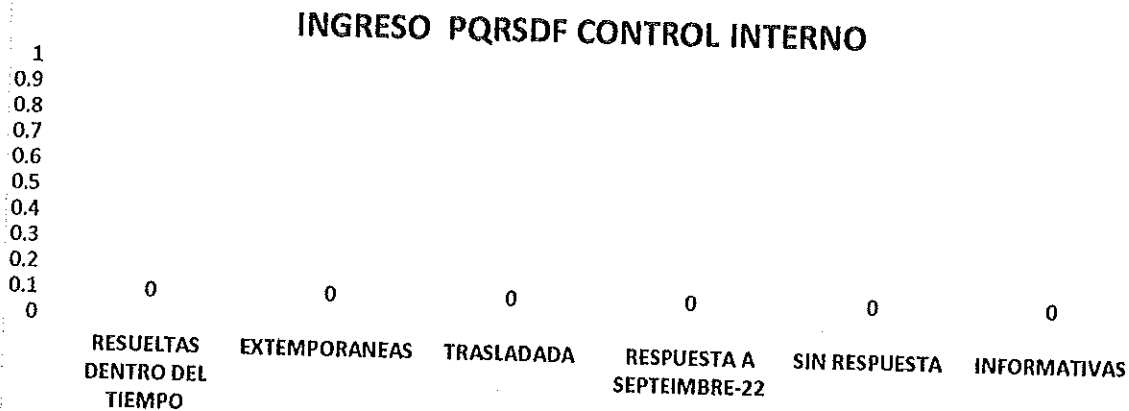 INGRESO PQRSDF CONTROL INTERNO
1
0.9
0.8
0.7
0.6
0.5
0.4
0.3
0.2
0.1
0
0 0 0 0 0 0
RESUELTAS
DENTRO DEL
TIEMPO
EXTEMPORANEAS
TRASLADADA
RESPUESTA A
SEPTEIMBRE-22
SIN RESPUESTA
INFORMATIVAS